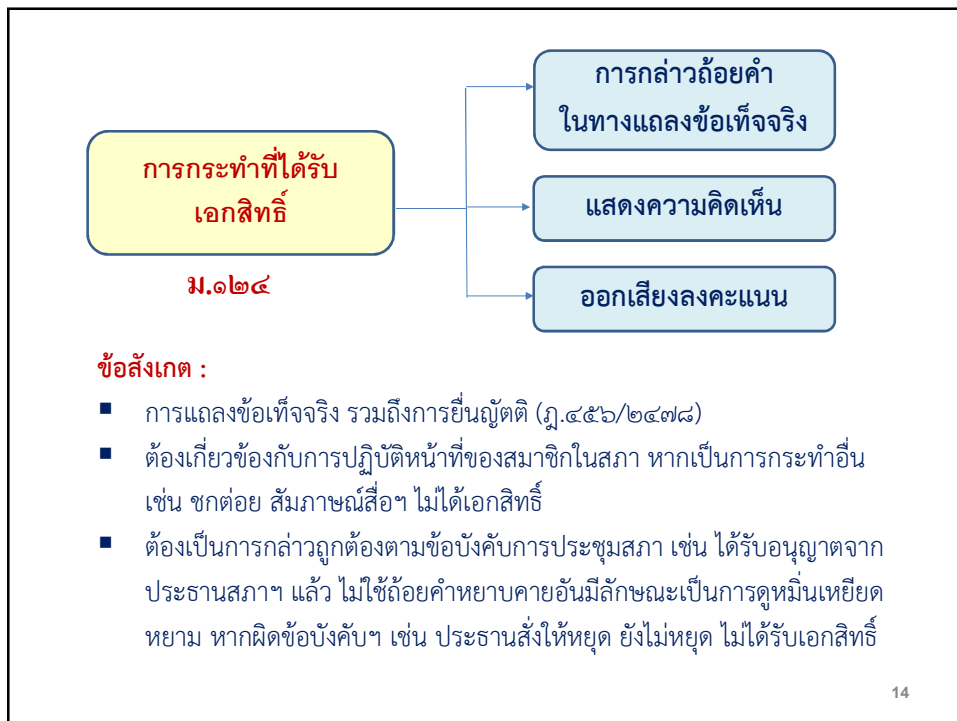 การกล่าวถ้อยคำ
ในทางแถลงข้อเท็จจริง
การกระทำที่ได้รับ
เอกสิทธิ์
แสดงความคิดเห็น
ม.๑๒๔
ออกเสียงลงคะแนน
ข้อสังเกต :
▪ การแถลงข้อเท็จจริง รวมถึงการยื่นญัตติ (ฎ.๔๕๖/๒๔๗๘)
▪ ต้องเกี่ยวข้องกับการปฏิบัติหน้าที่ของสมาชิกในสภา หากเป็นการกระทำอื่น
เช่น ชกต่อย สัมภาษณ์สื่อฯ ไม่ได้เอกสิทธิ์
▪ ต้องเป็นการกล่าวถูกต้องตามข้อบังคับการประชุมสภา เช่น ได้รับอนุญาตจาก
ประธานสภาฯ แล้ว ไม่ใช้ถ้อยคำหยาบคายอันมีลักษณะเป็นการดูหมิ่นเหยียด
หยาม หากผิดข้อบังคับฯ เช่น ประธานสั่งให้หยุด ยังไม่หยุด ไม่ได้รับเอกสิทธิ์
14